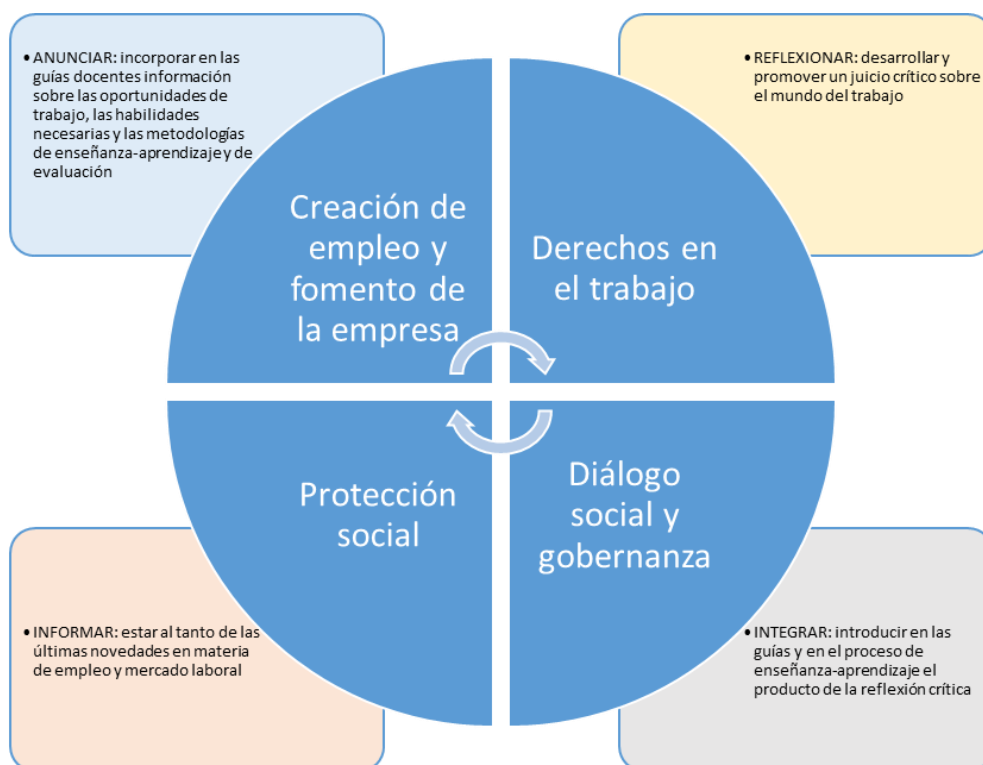 • ANUNCIAR: incorporar en las
guías docentes información
sobre las oportunidades de
trabajo, las habilidades
necesarias y las metodologías
de enseñanza-aprendizaje y de
evaluación
• REFLEXIONAR: desarrollar y
promover un juicio crítico sobre
el mundo del trabajo
Creación de
empleo y
fomento de
la empresa
Derechos en
el trabajo
Protección
social
Diálogo
social y
gobernanza
• INFORMAR: estar al tanto de las
últimas novedades en materia
de empleo y mercado laboral
• INTEGRAR: introducir en las
guías y en el proceso de
enseñanza-aprendizaje el
producto de la reflexión crítica